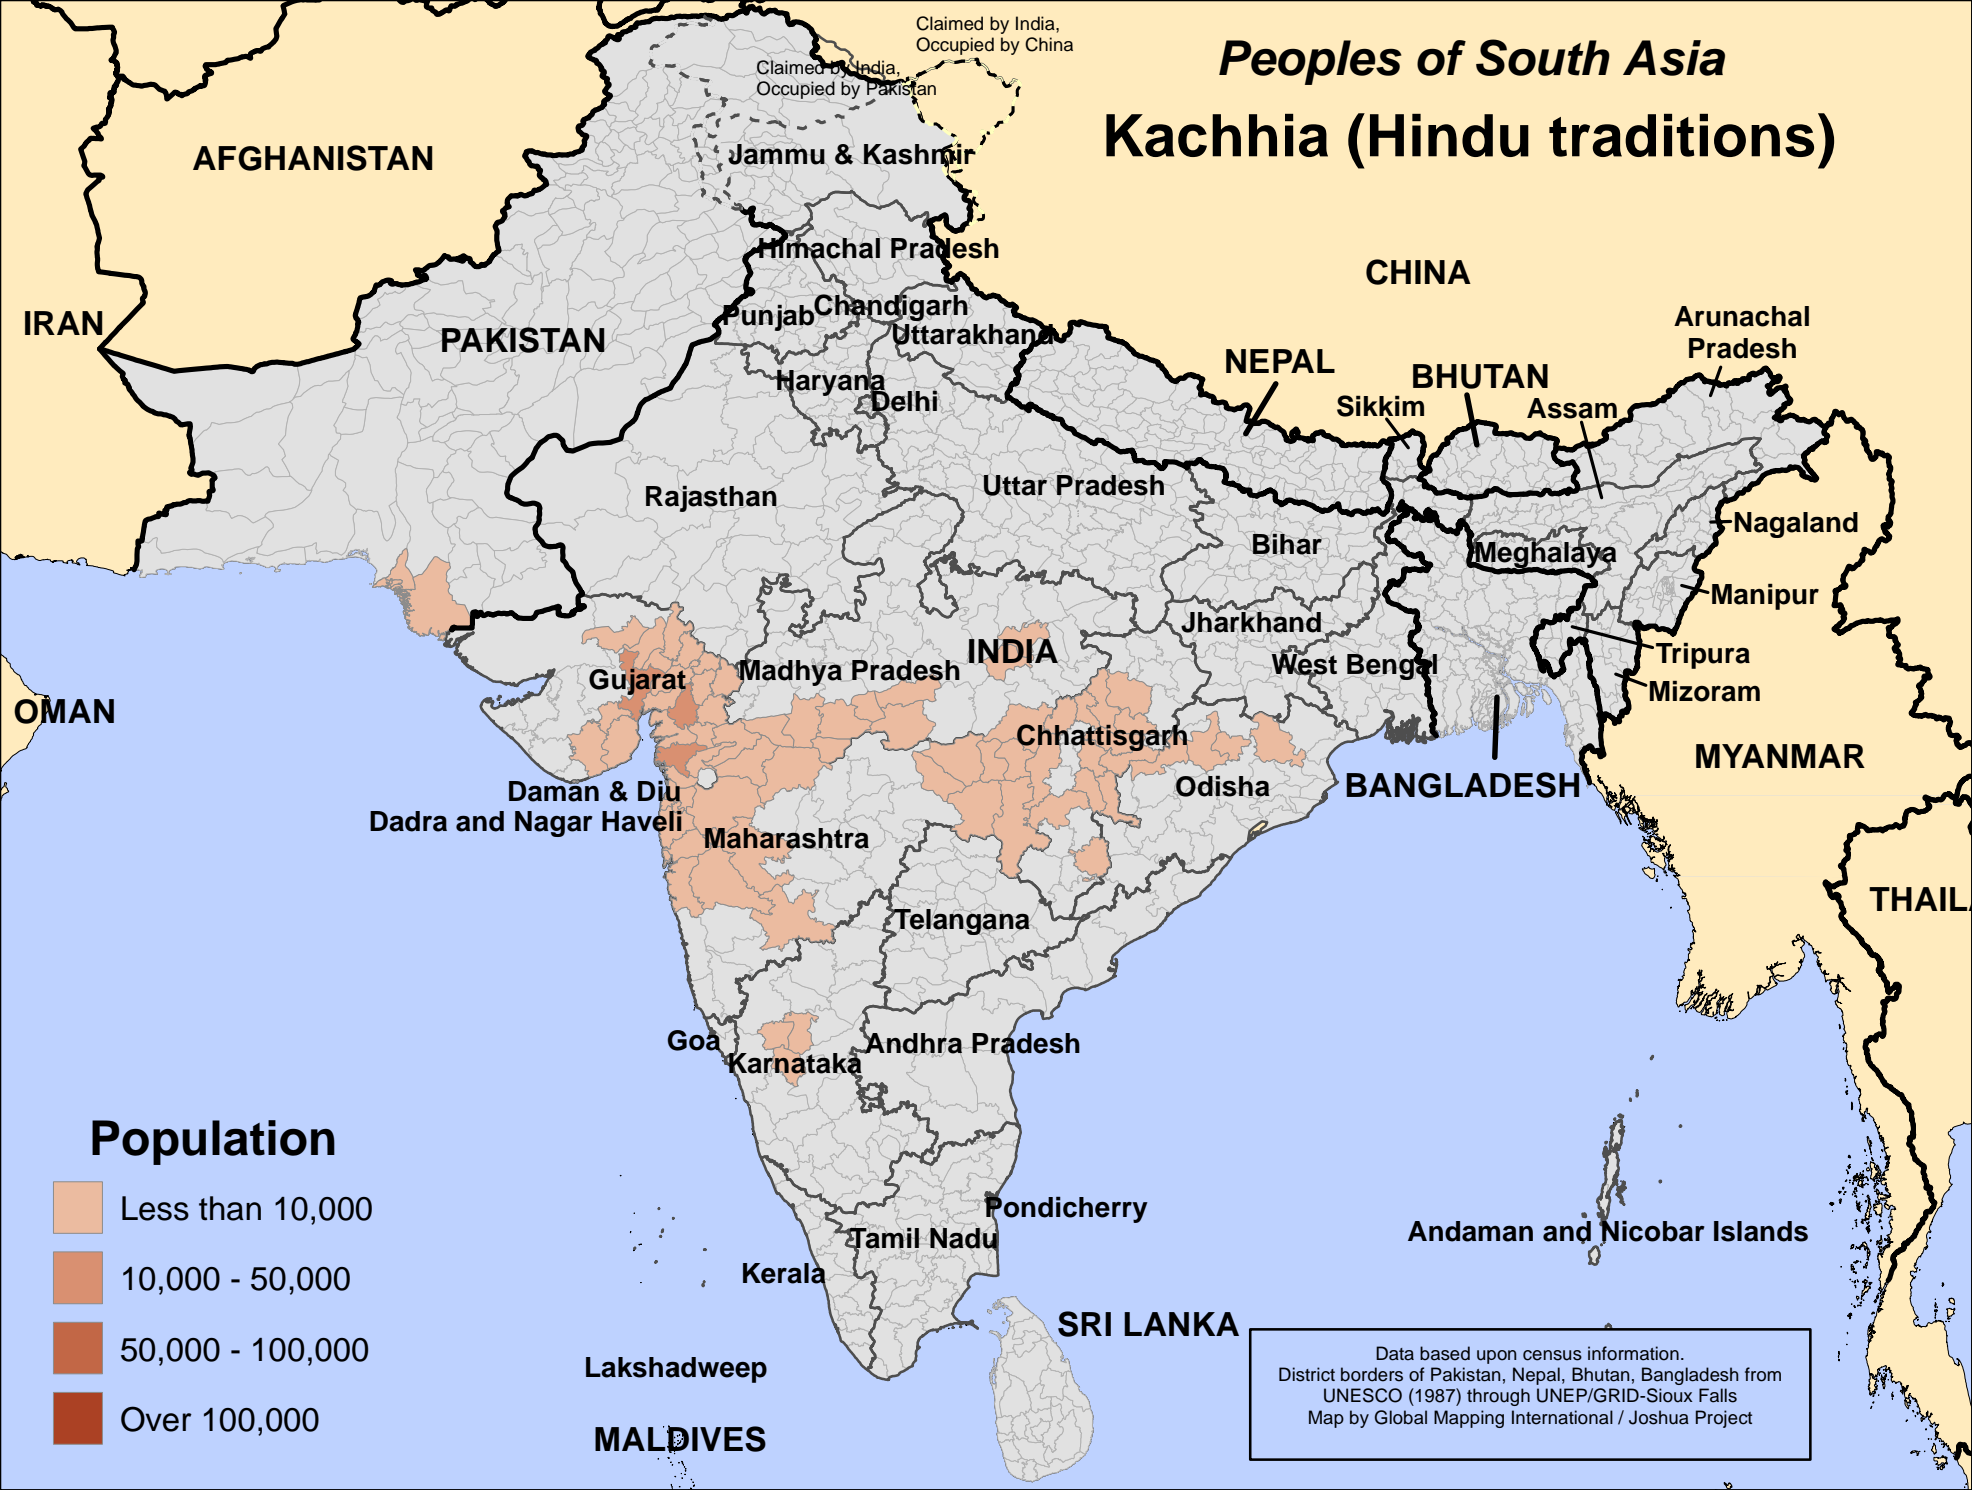 Claimed by India,
Occupied by China
Peoples of South Asia
Claimed by India,
Occupied by Pakistan
Kachhia (Hindu traditions)
AFGHANISTAN
Jammu & Kashmir
Himachal Pradesh
CHINA
IRAN
PAKISTAN
Punjab
Chandigarh
Uttarakhand
Arunachal
Pradesh
NEPAL
BHUTAN
Haryana
Delhi
Sikkim
Assam
Rajasthan
Uttar Pradesh
Nagaland
Bihar
Meghalaya
Manipur
Jharkhand
INDIA
Tripura
West Bengal
Madhya Pradesh
Gujarat
Mizoram
OMAN
Chhattisgarh
MYANMAR
Odisha
BANGLADESH
Daman & Diu
Dadra and Nagar Haveli
Maharashtra
THAIL
Telangana
Goa
Andhra Pradesh
Karnataka
Population
Less than 10,000
10,000 - 50,000
50,000 - 100,000
Over 100,000
Pondicherry
Tamil Nadu
Andaman and Nicobar Islands
Kerala
SRI LANKA
Lakshadweep
MALDIVES
Data based upon census information.
District borders of Pakistan, Nepal, Bhutan, Bangladesh from
UNESCO (1987) through UNEP/GRID-Sioux Falls
Map by Global Mapping International / Joshua Project